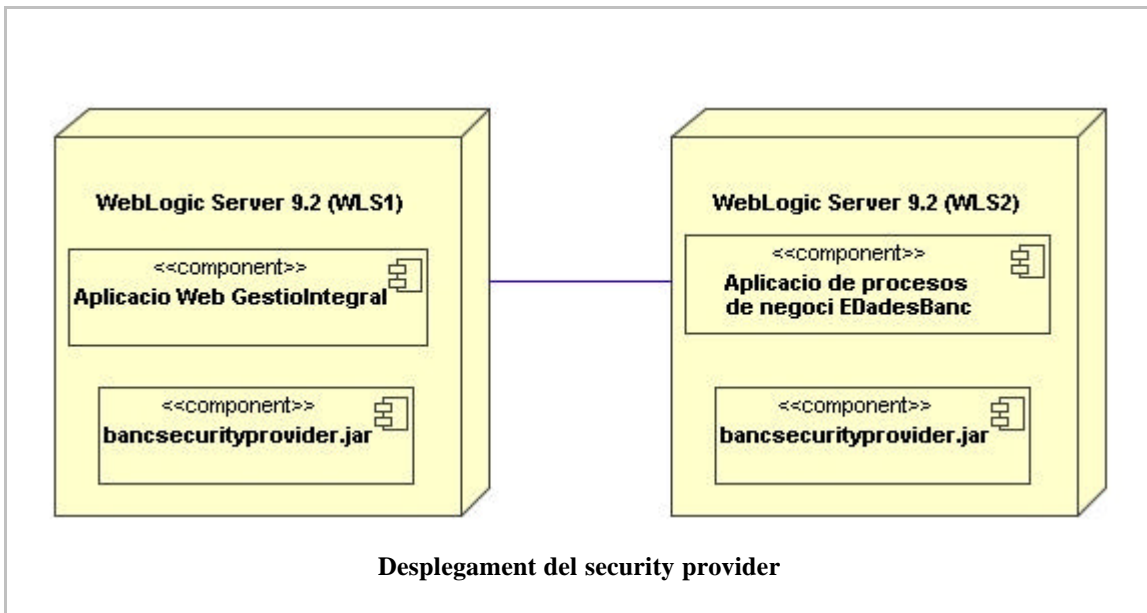 WebLogic Server 9.2 (WLS1)
<<component>>
Aplicacio Web GestioIntegral
<<component>>
bancsecurityprovider.jar
WebLogic Server 9.2 (WLS2)
<<component>>
Aplicacio de procesos
de negoci EDadesBanc
<<component>>
bancsecurityprovider.jar
Desplegament del security provider